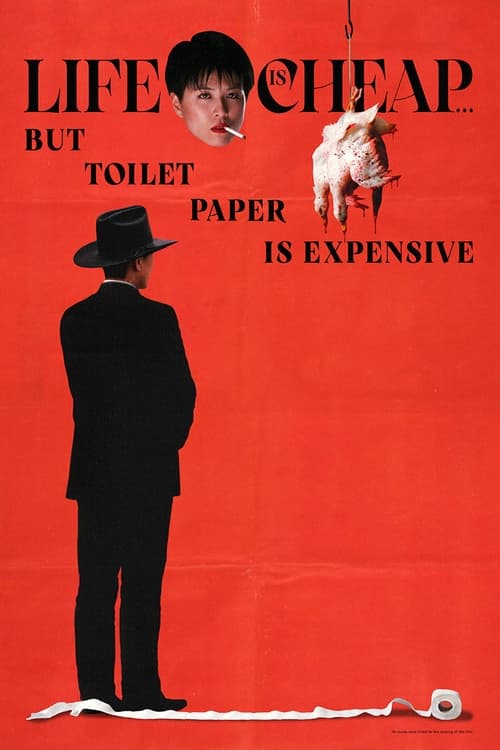 LIFE IS CHEAP...
BUT
TOILET
PAPER
IS EXPENSIVE